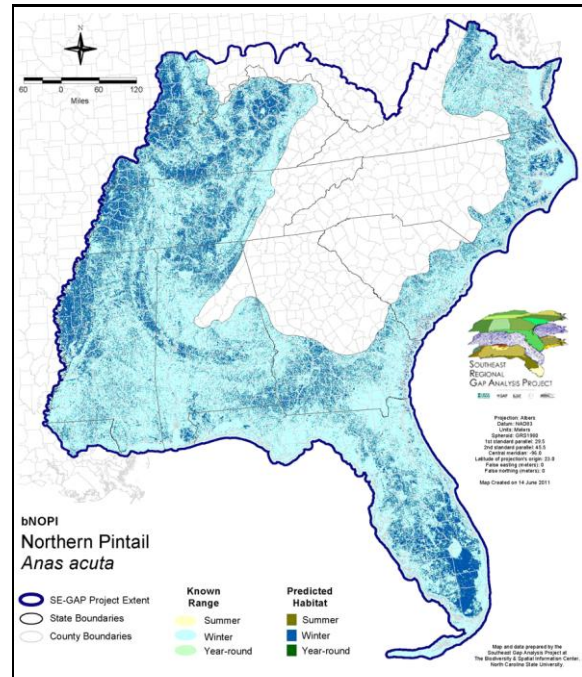 N
60 0 60 120
Miles
SOUTHEAST
REGIONAL
GAP ANALYSIS PROJECT
Projection: Albers
Datum: NAD83
Units: Meters
Spheroid: GRS1980
1st standard parallel: 29.5
2nd standard parallel: 45.5
Central meridian: -96.0
Latitude of projection's origin: 23.0
False easting (meters): 0
False northing (meters): 0
Map Created on 14 June 2011
bNOPI
Northern Pintail
Anas acuta
SE-GAP Project Extent
State Boundaries
County Boundaries
Known
Range
Summer
Winter
Year-round
Predicted
Habitat
Summer
Winter
Year-round
Map and data prepared by the
Southeast Gap Analysis Project at
The Biodiversity & Spatial Information Center,
North Carolina State University.